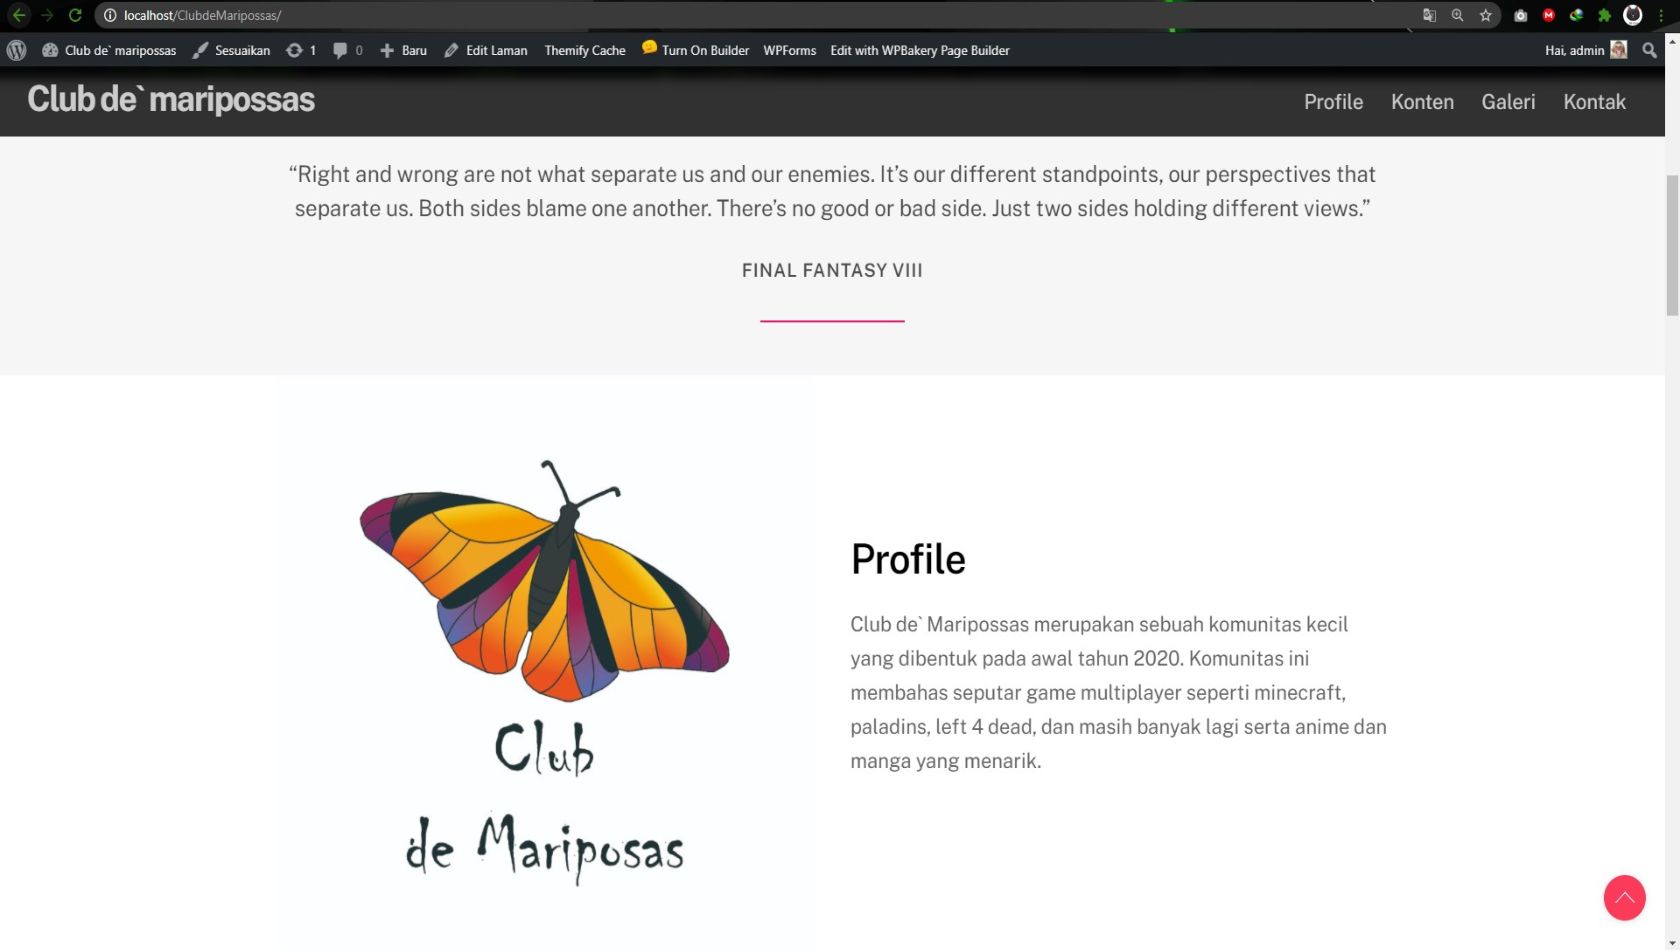 localhost/ClubdeMaripossas/
Club de` maripossas Sesuaikan 1 0 Baru Edit Laman Themify Cache Turn On Builder WPForms Edit with WPBakery Page Builder Hai, admin
Club de` maripossas
Profile Konten Galeri Kontak
“Right and wrong are not what separate us and our enemies. It’s our different standpoints, our perspectives that
separate us. Both sides blame one another. There’s no good or bad side. Just two sides holding different views.”
FINAL FANTASY VIII
Club
de Mariposas
Profile
Club de` Maripossas merupakan sebuah komunitas kecil
yang dibentuk pada awal tahun 2020. Komunitas ini
membahas seputar game multiplayer seperti minecraft,
paladins, left 4 dead, dan masih banyak lagi serta anime dan
manga yang menarik.